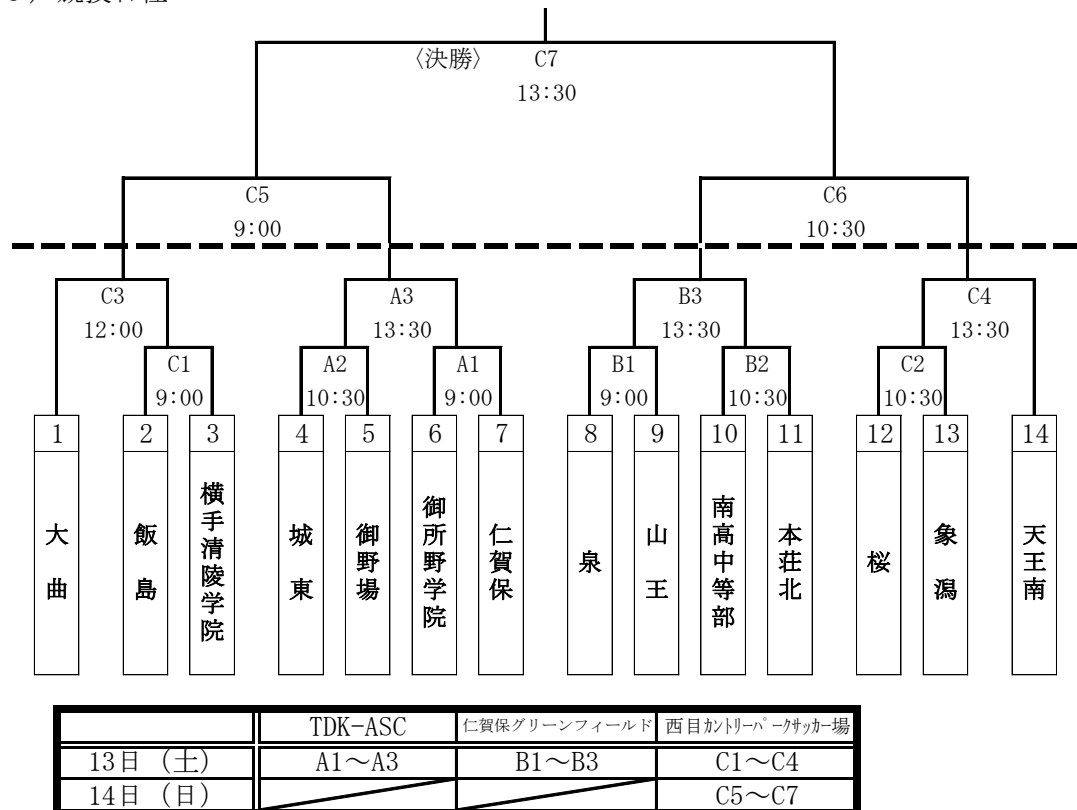 〈決勝〉 C7
13:30
C5 C6
9:00 10:30
C3 A3 B3 C4
12:00 13:30 13:30 13:30
C1 A2 A1 B1 B2 C2
9:00 10:30 9:00 9:00 10:30 10:30
1 2 3 4 5 6 7 8 9 10 11 12 13 14
大曲
飯島
横手清陵学院
城東
御野場
御所野学院
仁賀保
泉
山王
南高中等部
本荘北
桜
象潟
天王南
TDK-ASC 仁賀保グリーンフィールド 西目カントリーパークサッカー場
13日 (土) A1～A3 B1～B3 C1～C4
14日 (日) C5～C7